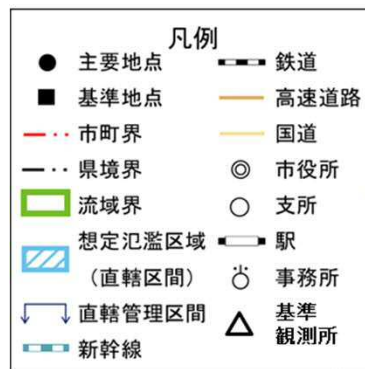 凡例
主要地点
基準地点
市町界
県境界
流域界
想定氾濫区域
(直轄区間)
直轄管理区間
新幹線
鉄道
高速道路
国道
市役所
支所
駅
事務所
基準
観測所